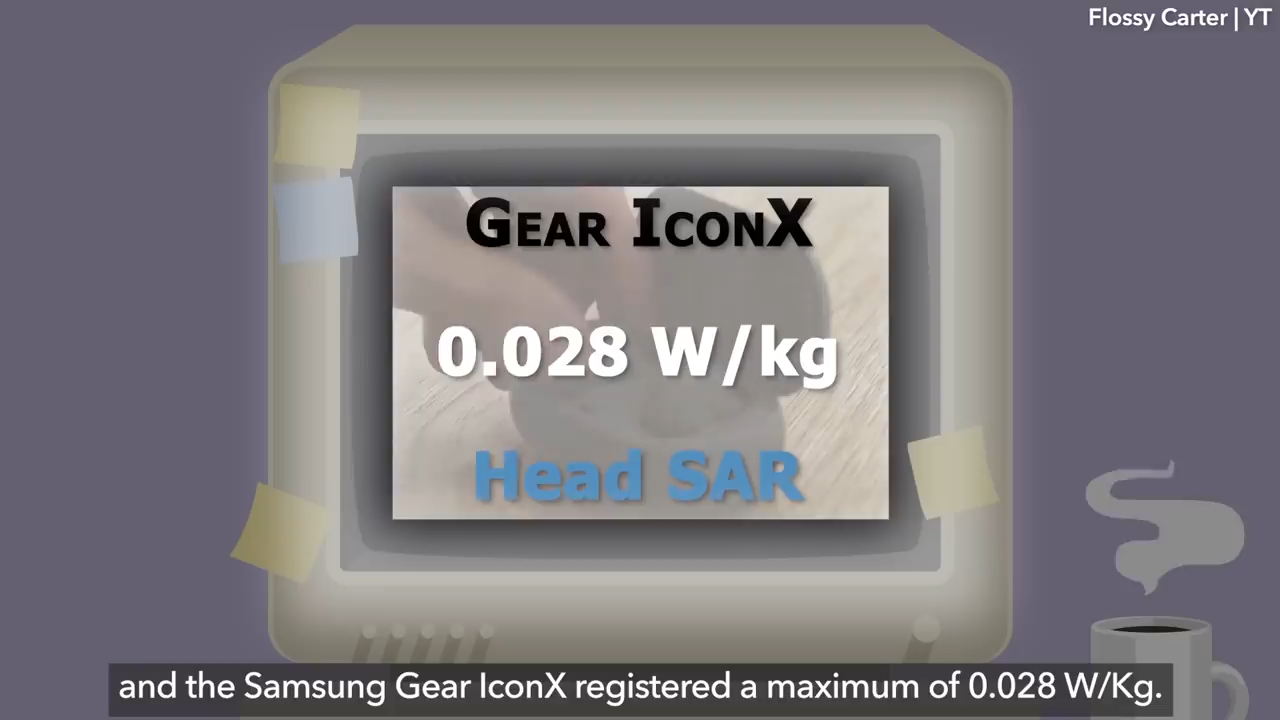 Flossy Carter | YT
GEAR ICONX
0.028 W/kg
Head SAR
and the Samsung Gear IconX registered a maximum of 0.028 W/Kg.